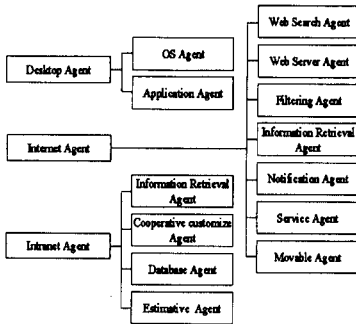 Desktop Agent
OS Agent
Application Agent
Internet Agent
Web Search Agent
Web Server Agent
Filtering Agent
Information Retrieval
Agent
Notification Agent
Service Agent
Movable Agent
Intranet Agent
Information Retrieval
Agent
Cooperative customize
Agent
Database Agent
Estimative Agent